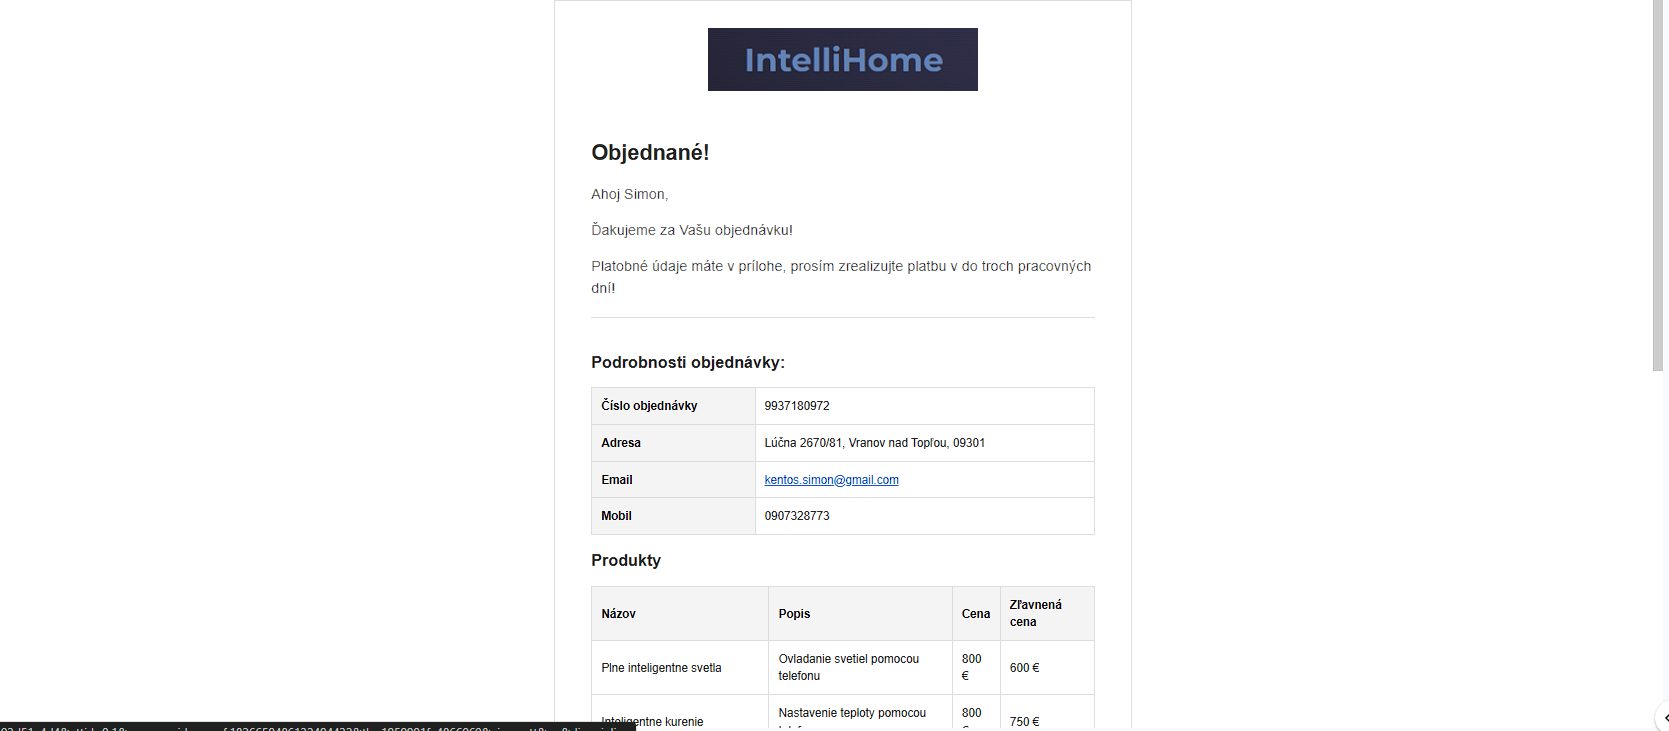 IntelliHome
Objednané!
Ahoj Simon,
Ďakujeme za Vašu objednávku!
Platobné údaje máte v prílohe, prosím zrealizujte platbu v do troch pracovných
dní!
Podrobnosti objednávky:
Číslo objednávky 9937180972
Adresa Lúčna 2670/81, Vranov nad Topľou, 09301
Email kentos.simon@gmail.com
Mobil 0907328773
Produkty
Názov Popis Cena Zľavnená cena
Plne inteligentne svetla Ovladanie svetiel pomocou telefonu 800 € 600 €
Inteligentne kurenie Nastavenie teploty pomocou 800 750 €